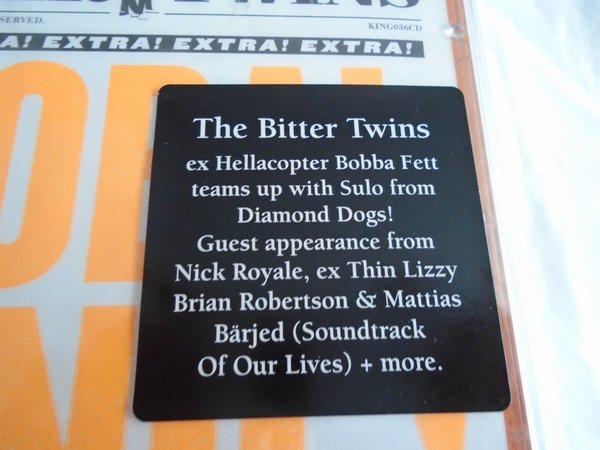 TWINS
SERVED.
KING036CD
A! EXTRA! EXTRA! EXTRA!
The Bitter Twins
ex Hellacopter Bobba Fett
teams up with Sulo from
Diamond Dogs!
Guest appearance from
Nick Royale, ex Thin Lizzy
Brian Robertson & Mattias
Bärjed (Soundtrack
Of Our Lives) + more.